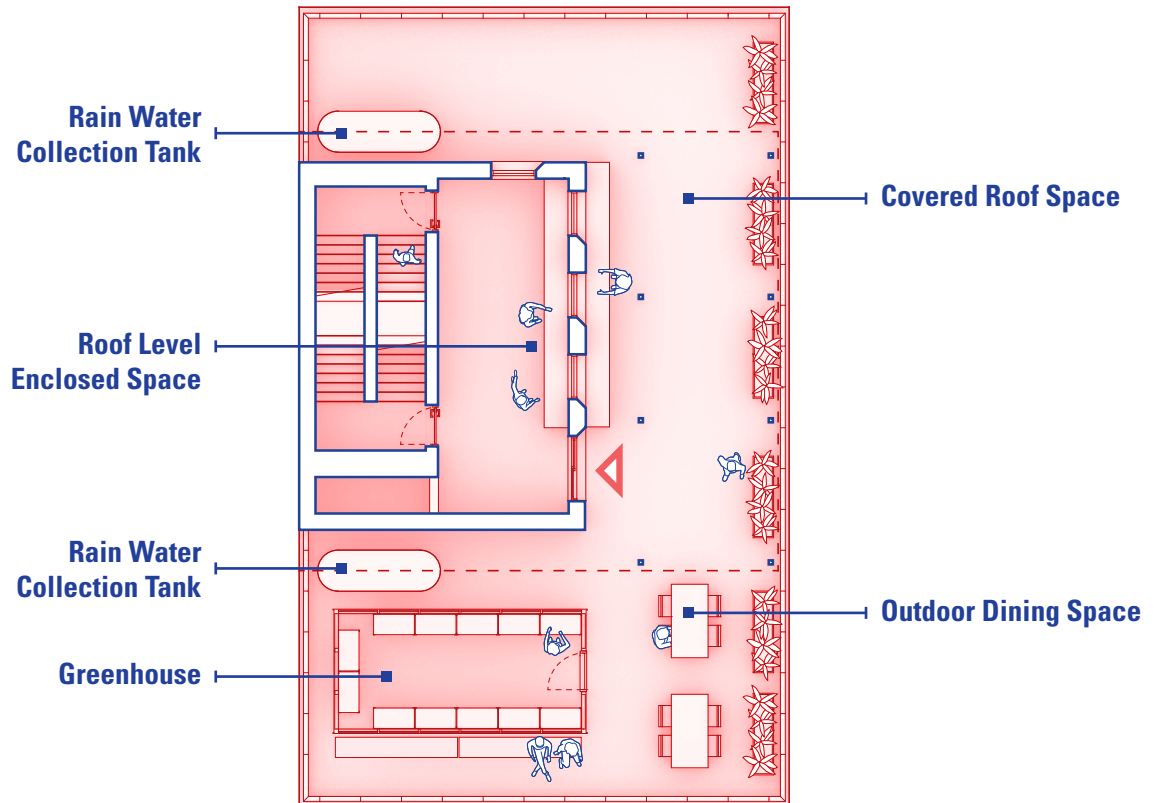 Rain Water
Collection Tank
Covered Roof Space
Roof Level
Enclosed Space
Rain Water
Collection Tank
Outdoor Dining Space
Greenhouse